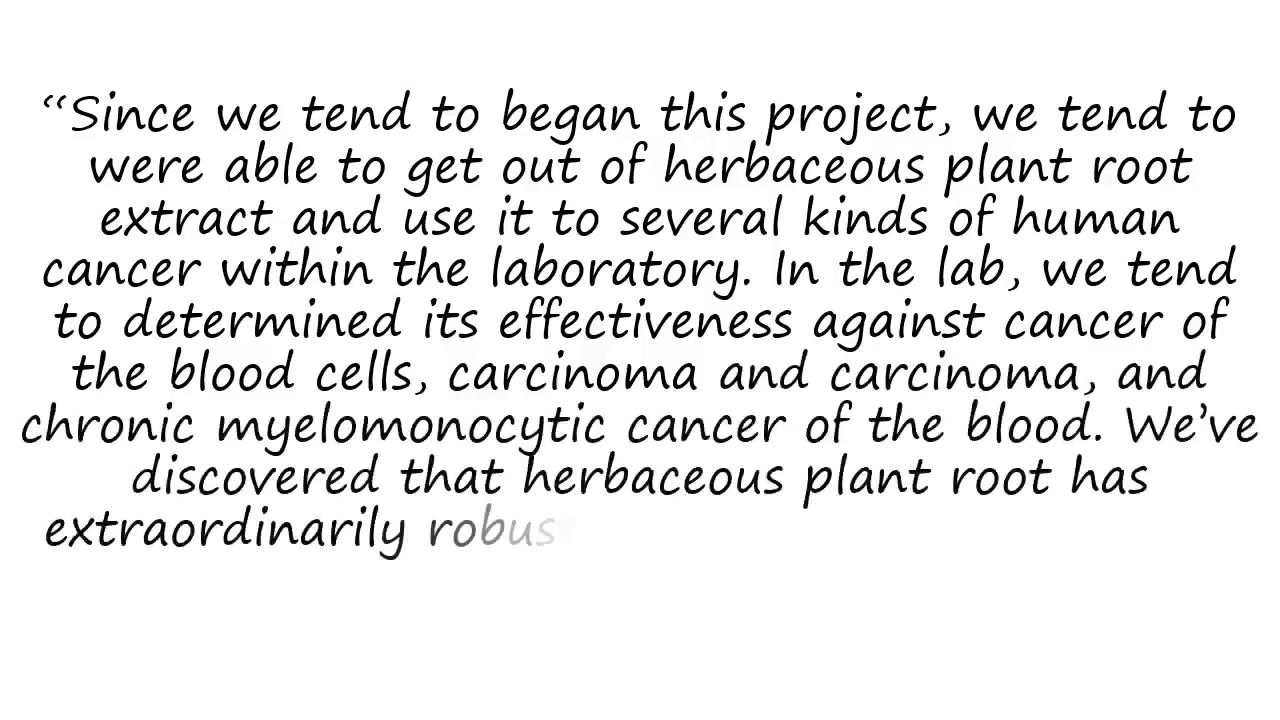 “Since we tend to began this project, we tend to
were able to get out of herbaceous plant root
extract and use it to several kinds of human
cancer within the laboratory. In the lab, we tend
to determined its effectiveness against cancer of
the blood cells, carcinoma and carcinoma, and
chronic myelomonocytic cancer of the blood. We’ve
discovered that herbaceous plant root has
extraordinarily robust